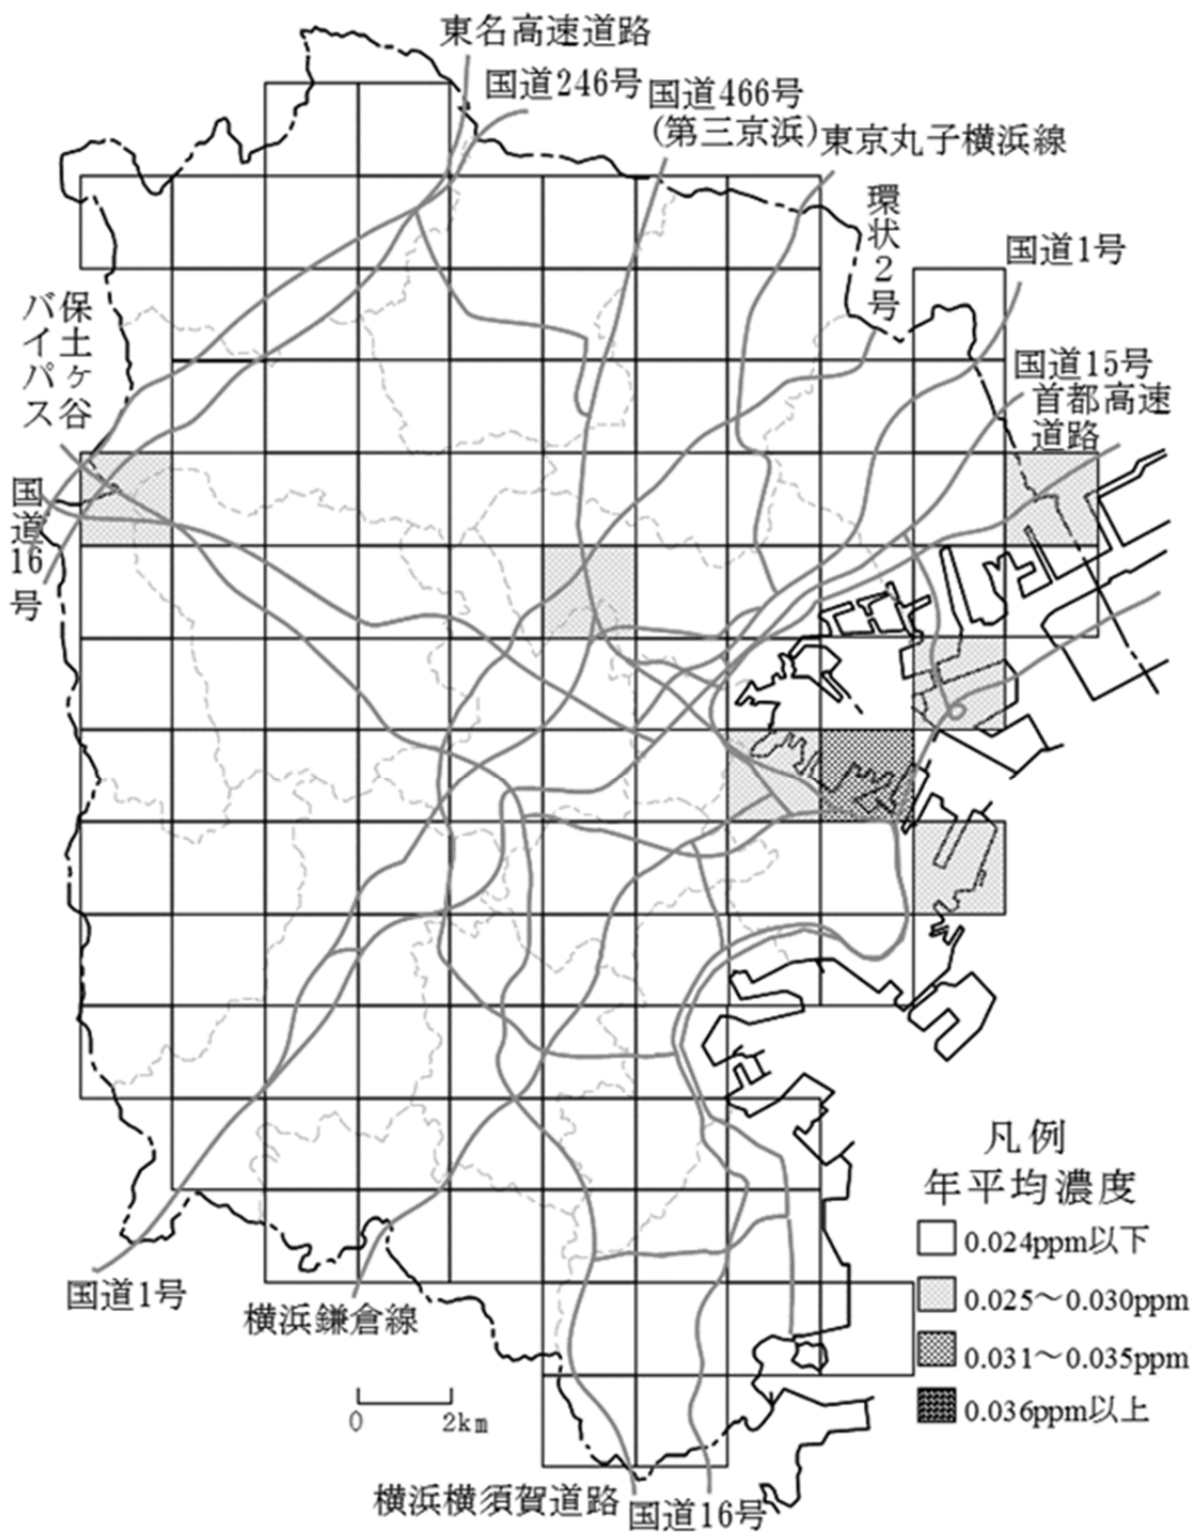 東名高速道路
国道246号
国道466号
(第三京浜)
東京丸子横浜線
環状2号
国道1号
保土ヶ谷
バイパス
国道15号
首都高速
道路
国道16号
凡例
年平均濃度
0.024ppm以下
0.025～0.030ppm
0.031～0.035ppm
0.036ppm以上
国道1号
横浜鎌倉線
0 2km
横浜横須賀道路
国道16号